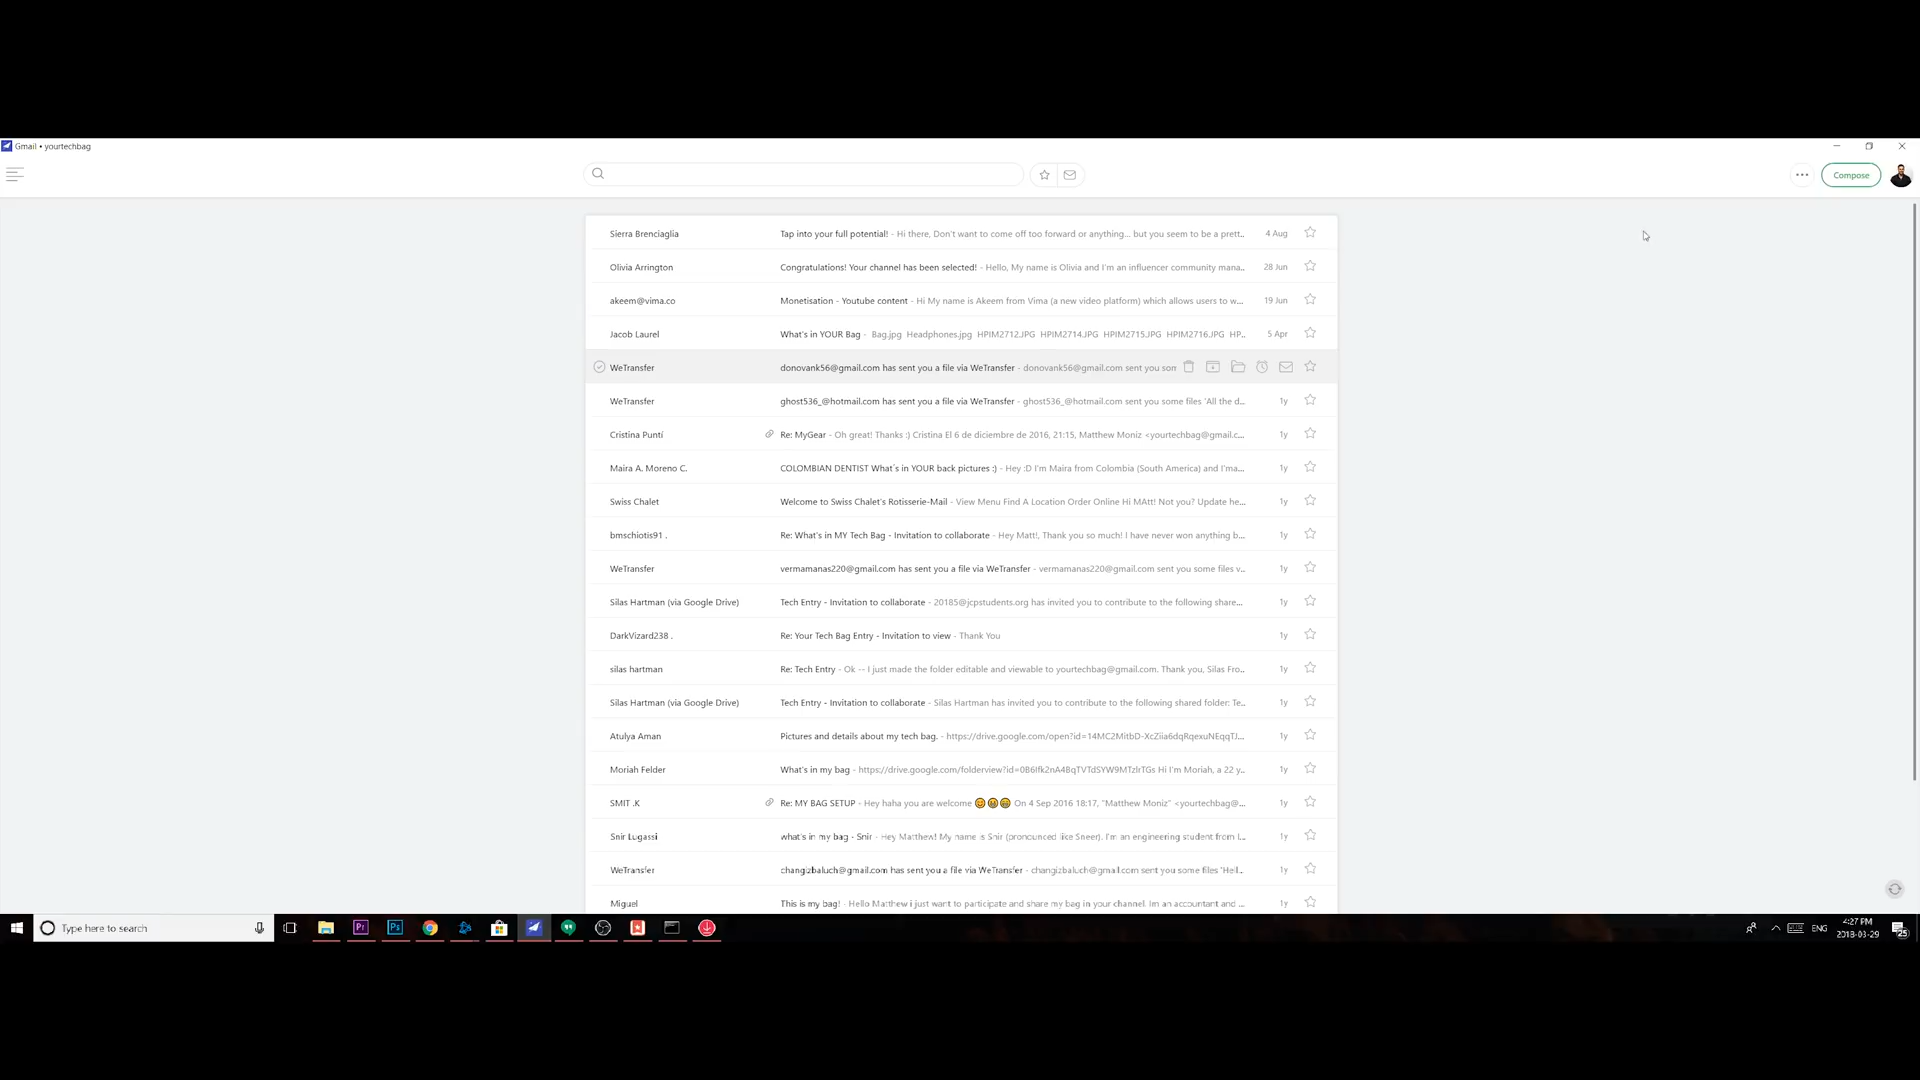 Gmail • yourtechbag
Compose
Sierra Brenciaglia Tap into your full potential! - Hi there, Don't want to come off too forward or anything... but you seem to be a prett.. 4 Aug
Olivia Arrington Congratulations! Your channel has been selected! - Hello, My name is Olivia and I'm an influencer community mana... 28 Jun
akeem@vima.co Monetisation - Youtube content - Hi My name is Akeem from Vima (a new video platform) which allows users to w... 19 Jun
Jacob Laurel What's in YOUR Bag - Bag.jpg Headphones.jpg HPIM2712.JPG HPIM2714.JPG HPIM2715.JPG HPIM2716.JPG HP.. 5 Apr
WeTransfer donovank56@gmail.com has sent you a file via WeTransfer - donovank56@gmail.com sent you som
WeTransfer ghost536_@hotmail.com has sent you a file via WeTransfer - ghost536_@hotmail.com sent you some files 'All the d... 1y
Cristina Puntí Re: MyGear - Oh great! Thanks :) Cristina El 6 de diciembre de 2016, 21:15, Matthew Moniz <yourtechbag@gmail.c... 1y
Maira A. Moreno C. COLOMBIAN DENTIST What's in YOUR back pictures :) - Hey :D I'm Maira from Colombia (South America) and I'ma... 1y
Swiss Chalet Welcome to Swiss Chalet's Rotisserie-Mail - View Menu Find A Location Order Online Hi MAtt! Not you? Update he... 1y
bmschiotis91 . Re: What's in MY Tech Bag - Invitation to collaborate - Hey Matt!, Thank you so much! I have never won anything b... 1y
WeTransfer vermamanas220@gmail.com has sent you a file via WeTransfer - vermamanas220@gmail.com sent you some files v... 1y
Silas Hartman (via Google Drive) Tech Entry - Invitation to collaborate - 20185@jcpstudents.org has invited you to contribute to the following share... 1y
DarkVizard238 . Re: Your Tech Bag Entry - Invitation to view - Thank You 1y
silas hartman Re: Tech Entry - Ok -- I just made the folder editable and viewable to yourtechbag@gmail.com. Thank you, Silas Fro.. 1y
Silas Hartman (via Google Drive) Tech Entry - Invitation to collaborate - Silas Hartman has invited you to contribute to the following shared folder: Te... 1y
Atulya Aman Pictures and details about my tech bag. - https://drive.google.com/open?id=14MC2MitbD-XcZiia6dqRqexuNEqqTJ... 1y
Moriah Felder What's in my bag - https://drive.google.com/folderview?id=0B6Ifk2nA4BqTVTdSYW9MTzlrTGs Hi I'm Moriah, a 22 y... 1y
SMIT .K Re: MY BAG SETUP - Hey haha you are welcome On 4 Sep 2016 18:17, "Matthew Moniz" <yourtechbag@... 1y
Snir Lugassi what's in my bag - Snir - Hey Matthew! My name is Snir (pronounced like Sneer). I'm an engineering student from I... 1y
WeTransfer changizbaluch@gmail.com has sent you a file via WeTransfer - changizbaluch@gmail.com sent you some files 'Hell.. 1y
Miguel This is my bag! - Hello Matthew i just want to participate and share my bag in your channel. Im an accountant and ... 1y
Type here to search
Pr
Ps
ENG
4:27 PM
2018-03-29
25